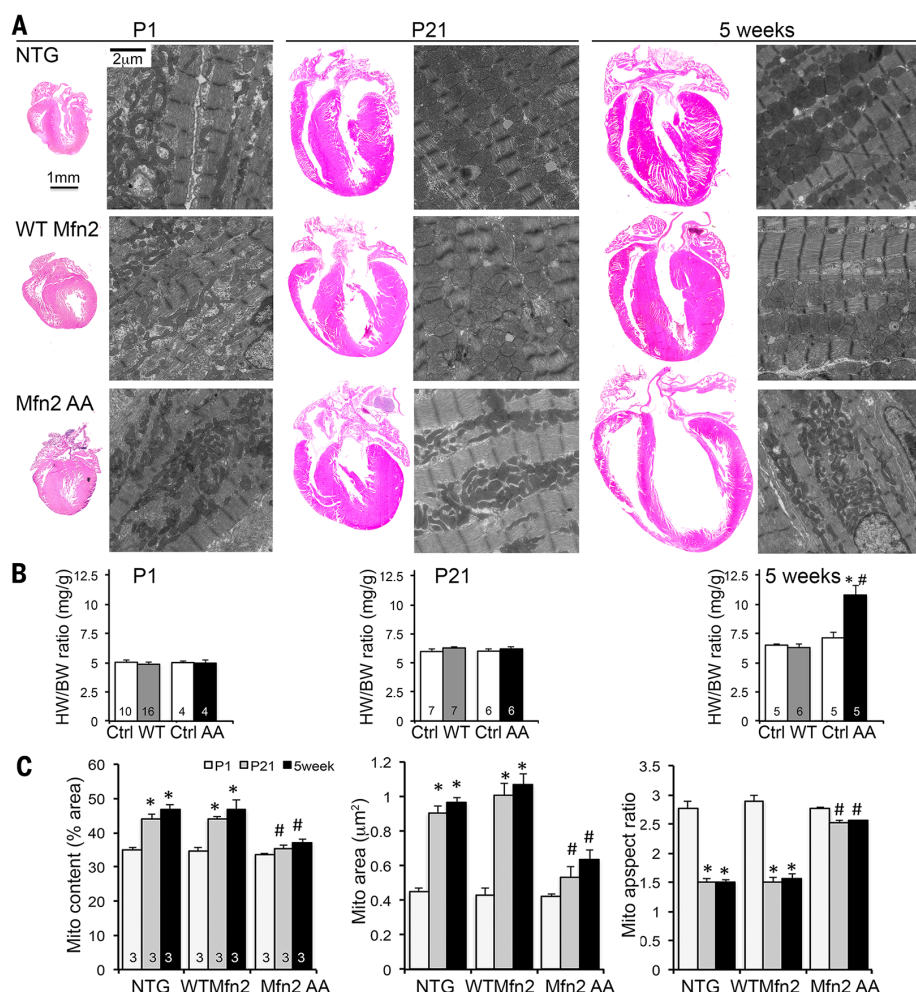 A
P1 P21 5 weeks
NTG
2μm
1mm
WT Mfn2
Mfn2 AA
B
P1 P21 5 weeks
HW/BW ratio (mg/g) HW/BW ratio (mg/g) HW/BW ratio (mg/g)
12.5 12.5 12.5
10 10 10
7.5 7.5 7.5
5 5 5
2.5 2.5 2.5
0 0 0
* #
10 16 4 4 7 7 6 6 5 6 5 5
Ctrl WT Ctrl AA Ctrl WT Ctrl AA Ctrl WT Ctrl AA
C
P1 P21 5week
Mito content (% area)
60
50
40
30
20
10
0
* * * * # #
3 3 3 3 3 3 3 3 3
NTG WTMfn2 Mfn2 AA
Mito area (μm²)
1.2
1
0.8
0.6
0.4
0.2
0
* * * * # #
NTG WTMfn2 Mfn2 AA
Mito apspect ratio
3.5
3
2.5
2
1.5
1
0.5
0
* * * * # #
NTG WTMfn2 Mfn2 AA